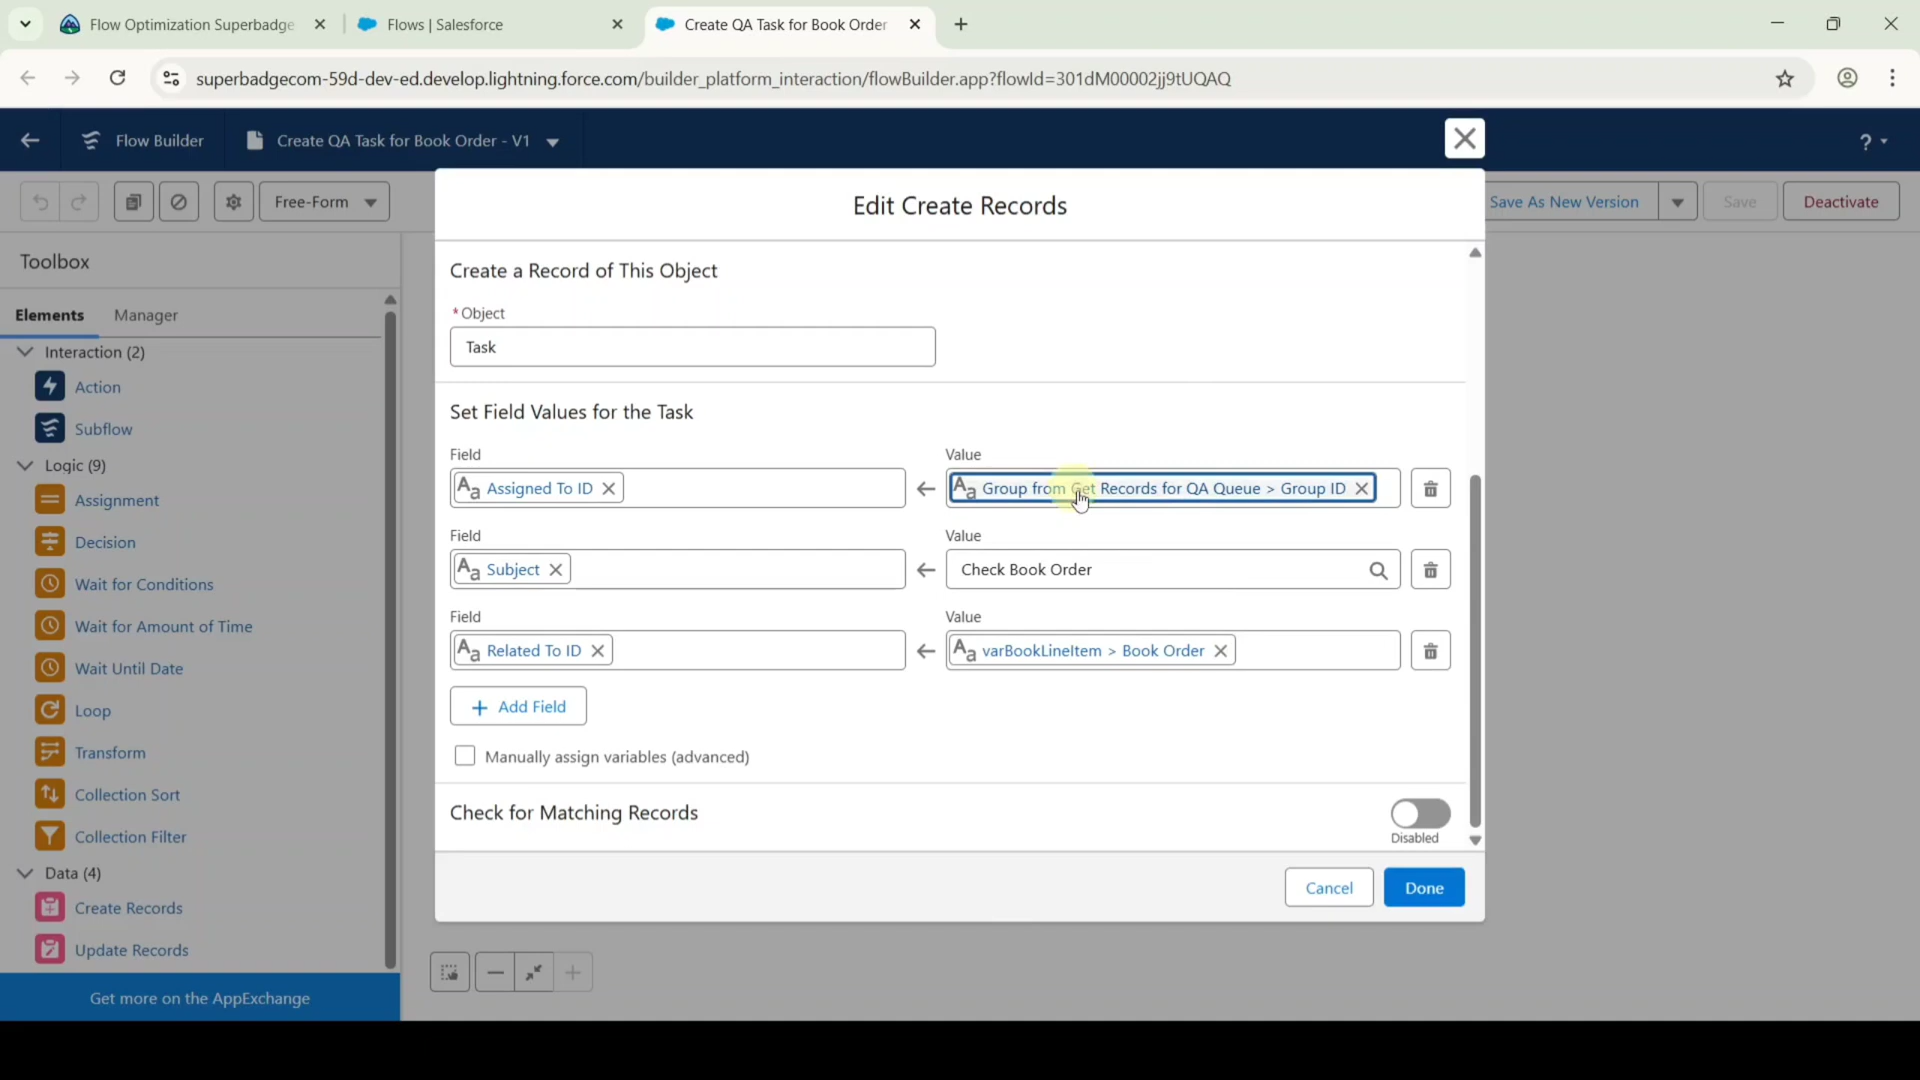 Flow Optimization Superbadge
Flows | Salesforce
Create QA Task for Book Order
superbadgecom-59d-dev-ed.develop.lightning.force.com/builder_platform_interaction/flowBuilder.app?flowId=301dM00002jj9tUQAQ
Flow Builder
Create QA Task for Book Order - V1
?
Free-Form
Save As New Version
Save
Deactivate
Toolbox
Elements
Manager
Interaction (2)
Action
Subflow
Logic (9)
Assignment
Decision
Wait for Conditions
Wait for Amount of Time
Wait Until Date
Loop
Transform
Collection Sort
Collection Filter
Data (4)
Create Records
Update Records
Get more on the AppExchange
Edit Create Records
Create a Record of This Object
*Object
Task
Set Field Values for the Task
Field
Value
Aa Assigned To ID
Aa Group from Get Records for QA Queue > Group ID
Field
Value
Aa Subject
Check Book Order
Field
Value
Aa Related To ID
Aa varBookLineItem > Book Order
+ Add Field
Manually assign variables (advanced)
Check for Matching Records
Disabled
Cancel
Done